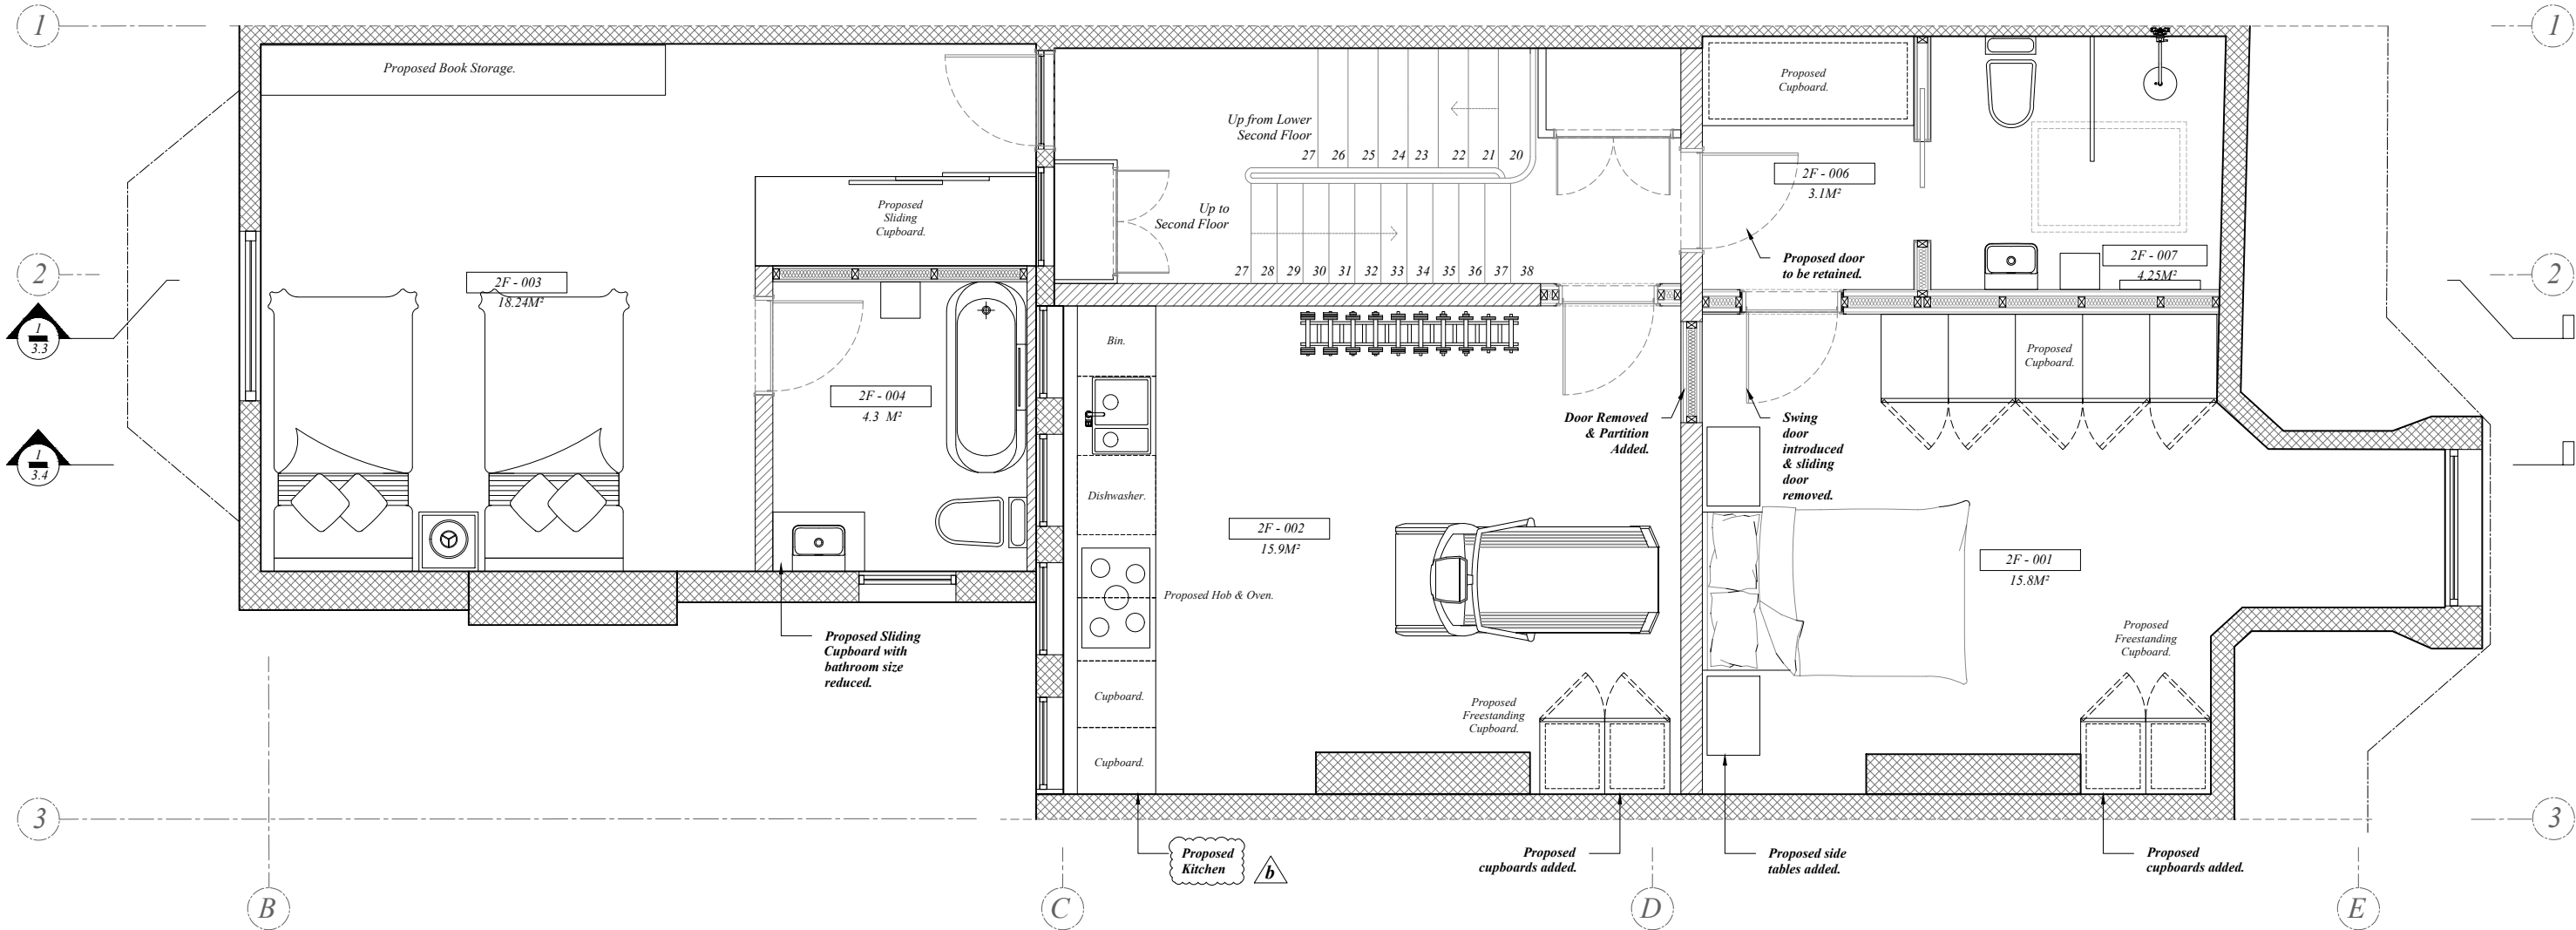 1
1
Proposed Book Storage.
Proposed
Cupboard.
Up from Lower
Second Floor
27 26 25 24 23 22 21 20
2F - 006
3.1M²
Proposed
Sliding
Cupboard.
Up to
Second Floor
Proposed door
to be retained.
2F - 007
4.25M²
2
2
2F - 003
18.24M²
27 28 29 30 31 32 33 34 35 36 37 38
1
3.3
Bin.
Proposed
Cupboard.
2F - 004
4.3 M²
Door Removed
& Partition
Added.
Swing
door
introduced
& sliding
door
removed.
1
3.4
Dishwasher.
2F - 002
15.9M²
2F - 001
15.8M²
Proposed Hob & Oven.
Proposed Sliding
Cupboard with
bathroom size
reduced.
Proposed
Freestanding
Cupboard.
Cupboard.
Proposed
Freestanding
Cupboard.
Cupboard.
3
3
Proposed
Kitchen
b
Proposed
cupboards added.
Proposed side
tables added.
Proposed
cupboards added.
B
C
D
E